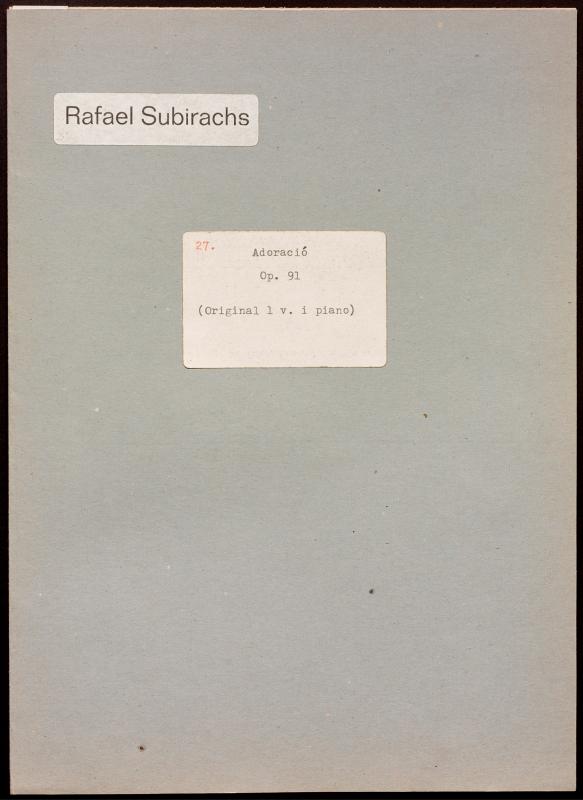 Rafael Subirachs
27.
Adoració
Op. 91
(Original 1 v. i piano)